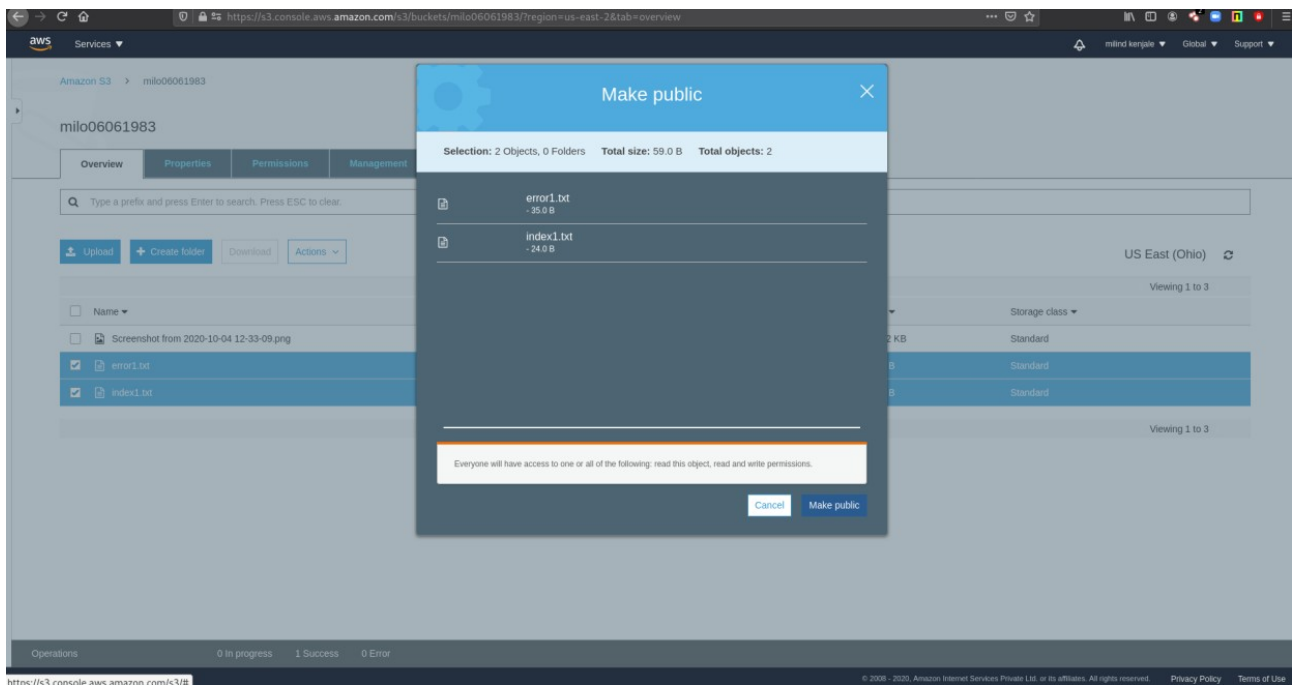 https://s3.console.aws.amazon.com/s3/buckets/milo06061983/?region=us-east-2&tab=overview
aws Services milind kenjale Global Support
Amazon S3 > milo06061983
milo06061983
Overview Properties Permissions Management
Type a prefix and press Enter to search. Press ESC to clear.
Upload + Create folder Download Actions
US East (Ohio)
Viewing 1 to 3
Name Storage class
Screenshot from 2020-10-04 12-33-09.png 2 KB Standard
error1.txt B Standard
index1.txt B Standard
Viewing 1 to 3
Make public
Selection: 2 Objects, 0 Folders Total size: 59.0 B Total objects: 2
error1.txt
- 35.0 B
index1.txt
- 24.0 B
Everyone will have access to one or all of the following: read this object, read and write permissions.
Cancel Make public
Operations 0 In progress 1 Success 0 Error
https://s3.console.aws.amazon.com/s3/#
© 2008 - 2020, Amazon Internet Services Private Ltd. or its affiliates. All rights reserved. Privacy Policy Terms of Use